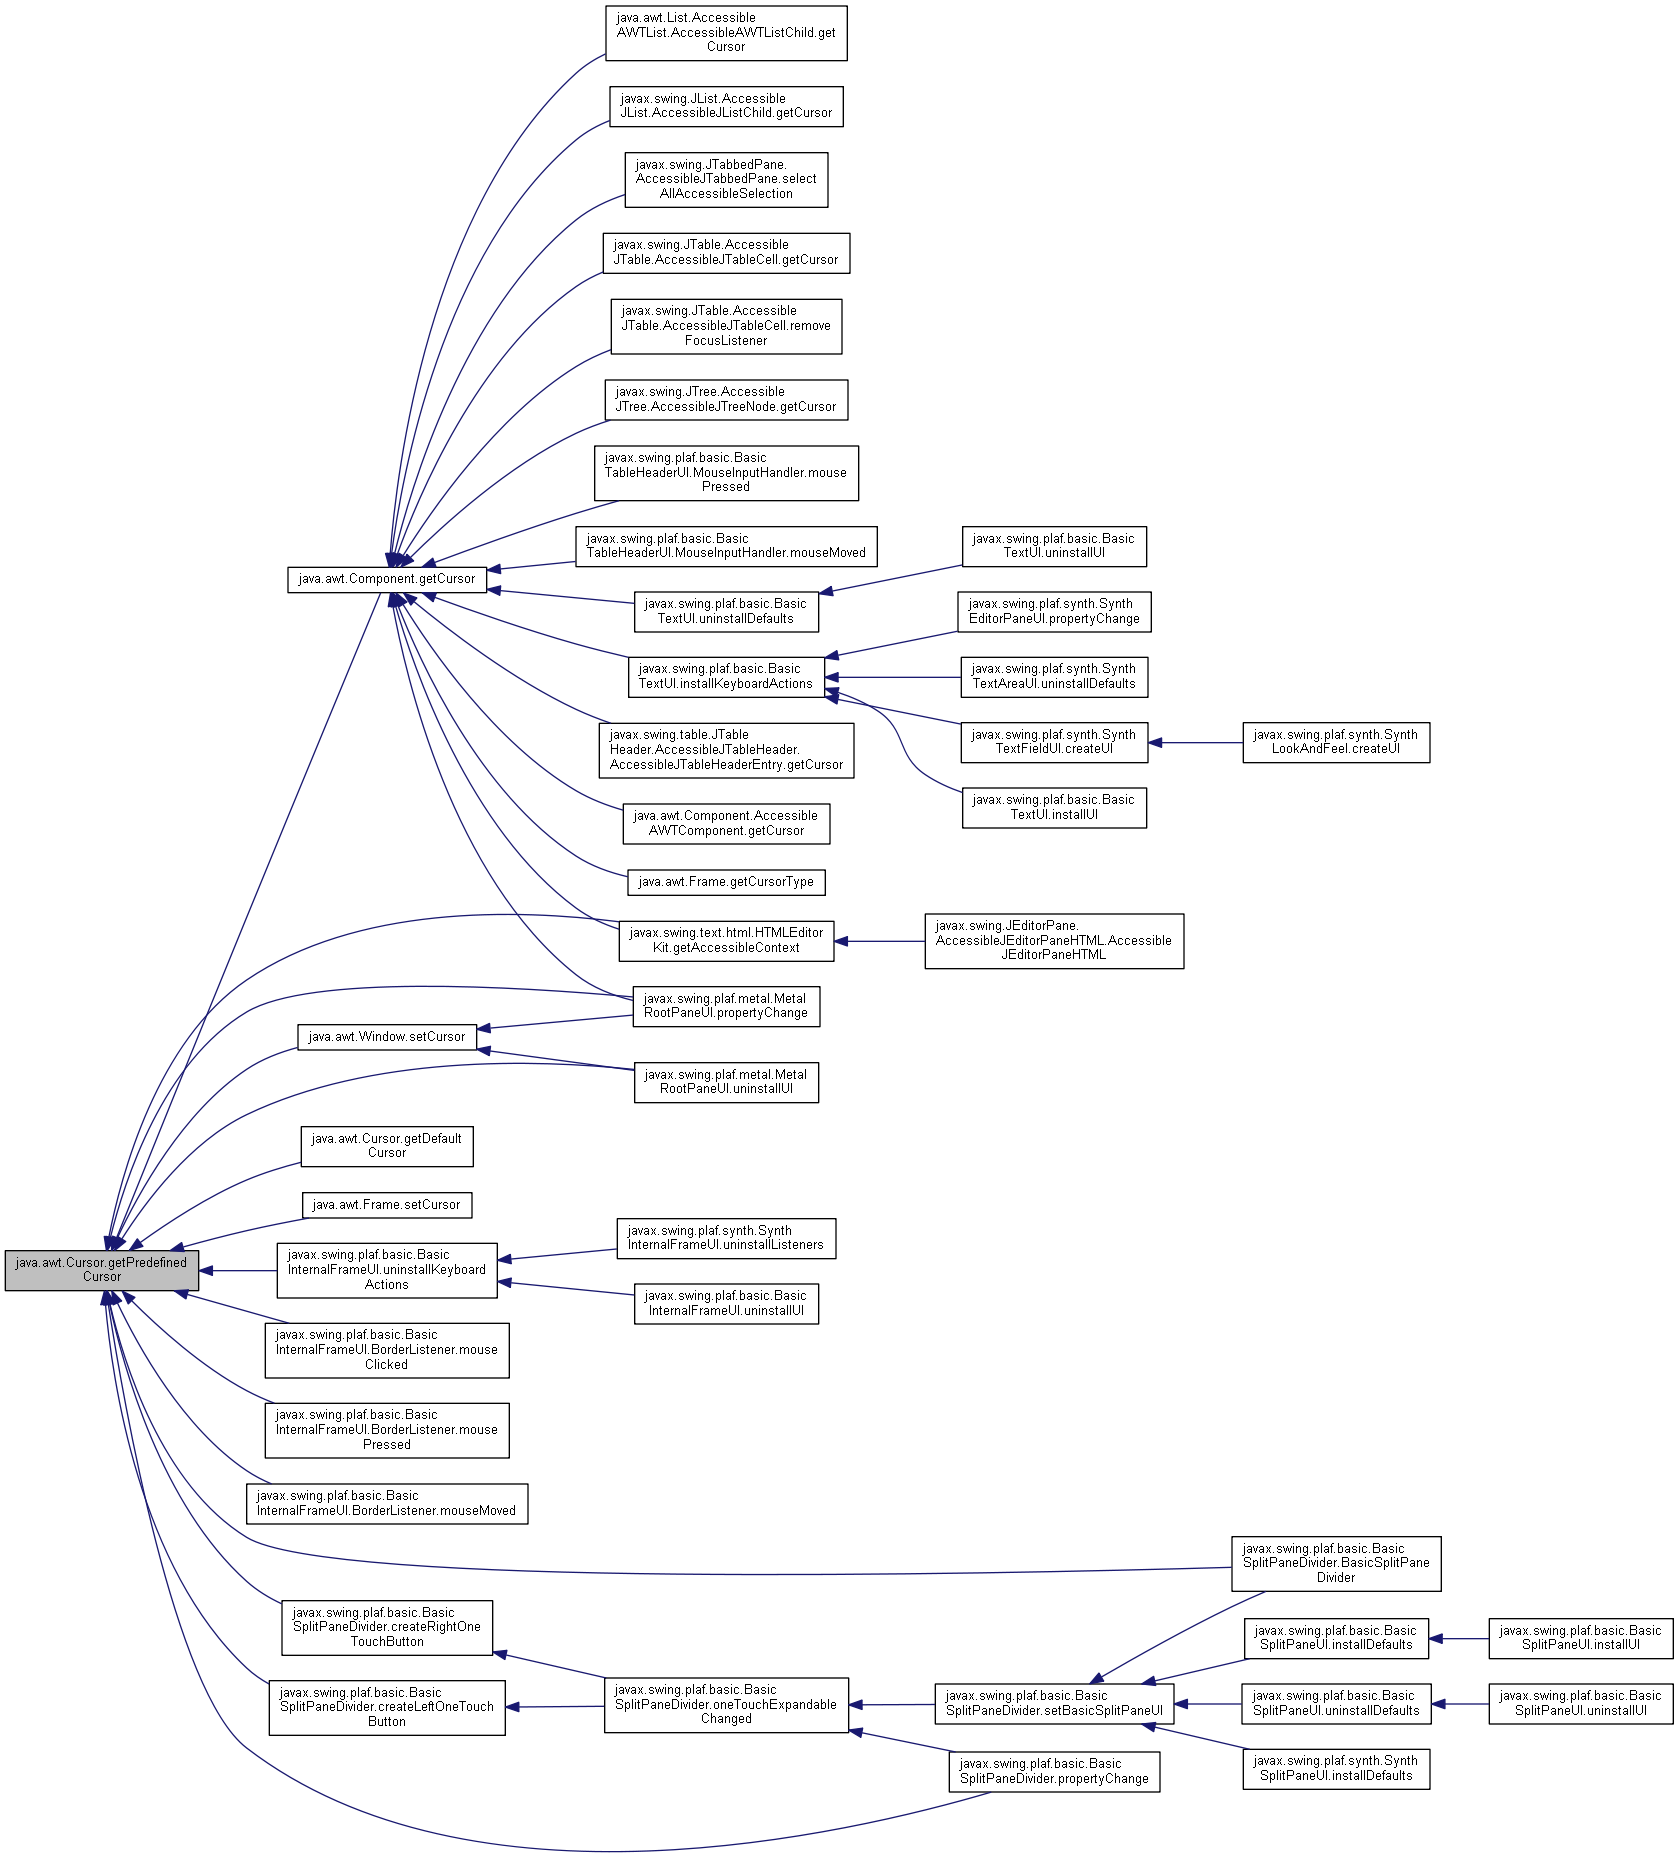 java.awt.List.Accessible
AWTList.AccessibleAWTListChild.get
Cursor
javax.swing.JList.Accessible
JList.AccessibleJListChild.getCursor
javax.swing.JTabbedPane.
AccessibleJTabbedPane.select
AllAccessibleSelection
javax.swing.JTable.Accessible
JTable.AccessibleJTableCell.getCursor
javax.swing.JTable.Accessible
JTable.AccessibleJTableCell.remove
FocusListener
javax.swing.JTree.Accessible
JTree.AccessibleJTreeNode.getCursor
javax.swing.plaf.basic.Basic
TableHeaderUI.MouseInputHandler.mouse
Pressed
javax.swing.plaf.basic.Basic
TableHeaderUI.MouseInputHandler.mouseMoved
javax.swing.plaf.basic.Basic
TextUI.uninstallUI
java.awt.Component.getCursor
javax.swing.plaf.basic.Basic
TextUI.uninstallDefaults
javax.swing.plaf.synth.Synth
EditorPaneUI.propertyChange
javax.swing.plaf.basic.Basic
TextUI.installKeyboardActions
javax.swing.plaf.synth.Synth
TextAreaUI.uninstallDefaults
javax.swing.plaf.synth.Synth
TextFieldUI.createUI
javax.swing.plaf.synth.Synth
LookAndFeel.createUI
javax.swing.table.JTable
Header.AccessibleJTableHeader.
AccessibleJTableHeaderEntry.getCursor
javax.swing.plaf.basic.Basic
TextUI.installUI
java.awt.Component.Accessible
AWTComponent.getCursor
java.awt.Frame.getCursorType
javax.swing.text.html.HTMLEditor
Kit.getAccessibleContext
javax.swing.JEditorPane.
AccessibleJEditorPaneHTML.Accessible
JEditorPaneHTML
javax.swing.plaf.metal.Metal
RootPaneUI.propertyChange
java.awt.Window.setCursor
javax.swing.plaf.metal.Metal
RootPaneUI.uninstallUI
java.awt.Cursor.getDefault
Cursor
java.awt.Frame.setCursor
java.awt.Cursor.getPredefined
Cursor
javax.swing.plaf.basic.Basic
InternalFrameUI.uninstallKeyboard
Actions
javax.swing.plaf.synth.Synth
InternalFrameUI.uninstallListeners
javax.swing.plaf.basic.Basic
InternalFrameUI.uninstallUI
javax.swing.plaf.basic.Basic
InternalFrameUI.BorderListener.mouse
Clicked
javax.swing.plaf.basic.Basic
InternalFrameUI.BorderListener.mouse
Pressed
javax.swing.plaf.basic.Basic
InternalFrameUI.BorderListener.mouseMoved
javax.swing.plaf.basic.Basic
SplitPaneDivider.BasicSplitPane
Divider
javax.swing.plaf.basic.Basic
SplitPaneDivider.createRightOne
TouchButton
javax.swing.plaf.basic.Basic
SplitPaneUI.installDefaults
javax.swing.plaf.basic.Basic
SplitPaneUI.installUI
javax.swing.plaf.basic.Basic
SplitPaneDivider.createLeftOneTouch
Button
javax.swing.plaf.basic.Basic
SplitPaneDivider.oneTouchExpandable
Changed
javax.swing.plaf.basic.Basic
SplitPaneDivider.setBasicSplitPaneUI
javax.swing.plaf.basic.Basic
SplitPaneUI.uninstallDefaults
javax.swing.plaf.basic.Basic
SplitPaneUI.uninstallUI
javax.swing.plaf.basic.Basic
SplitPaneDivider.propertyChange
javax.swing.plaf.synth.Synth
SplitPaneUI.installDefaults